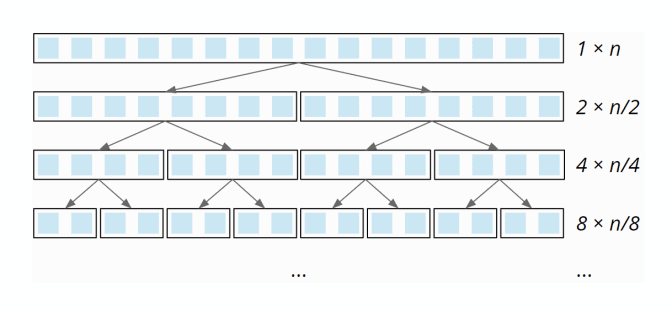 1 × n
2 × n/2
4 × n/4
8 × n/8
... ...